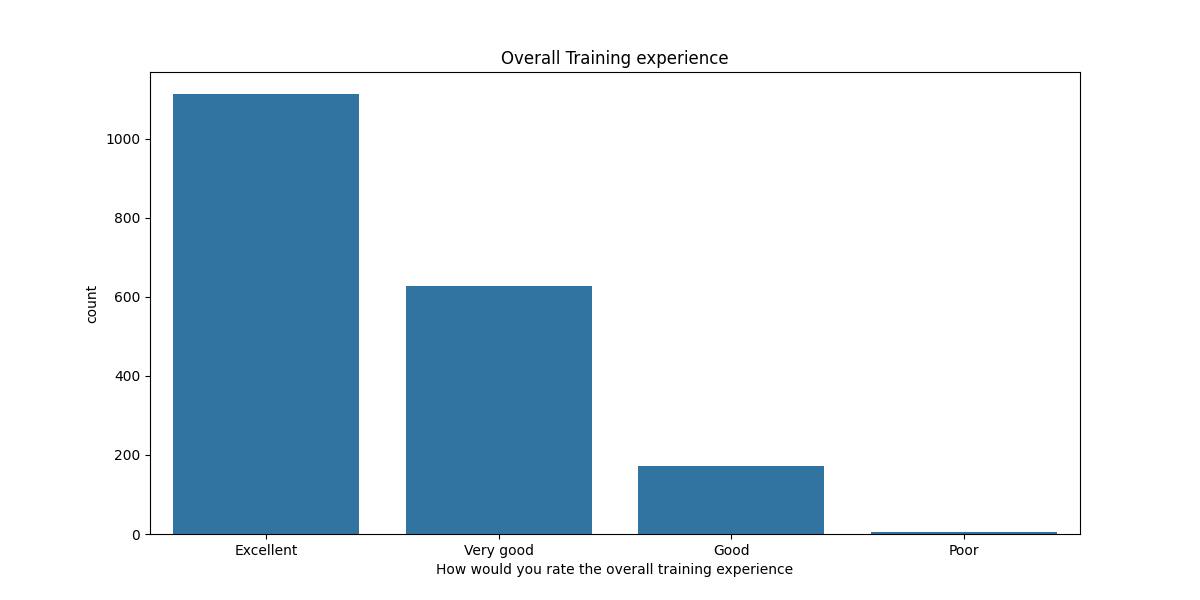 Overall Training experience
1000
800
600
400
200
0
count
Excellent
Very good
Good
Poor
How would you rate the overall training experience